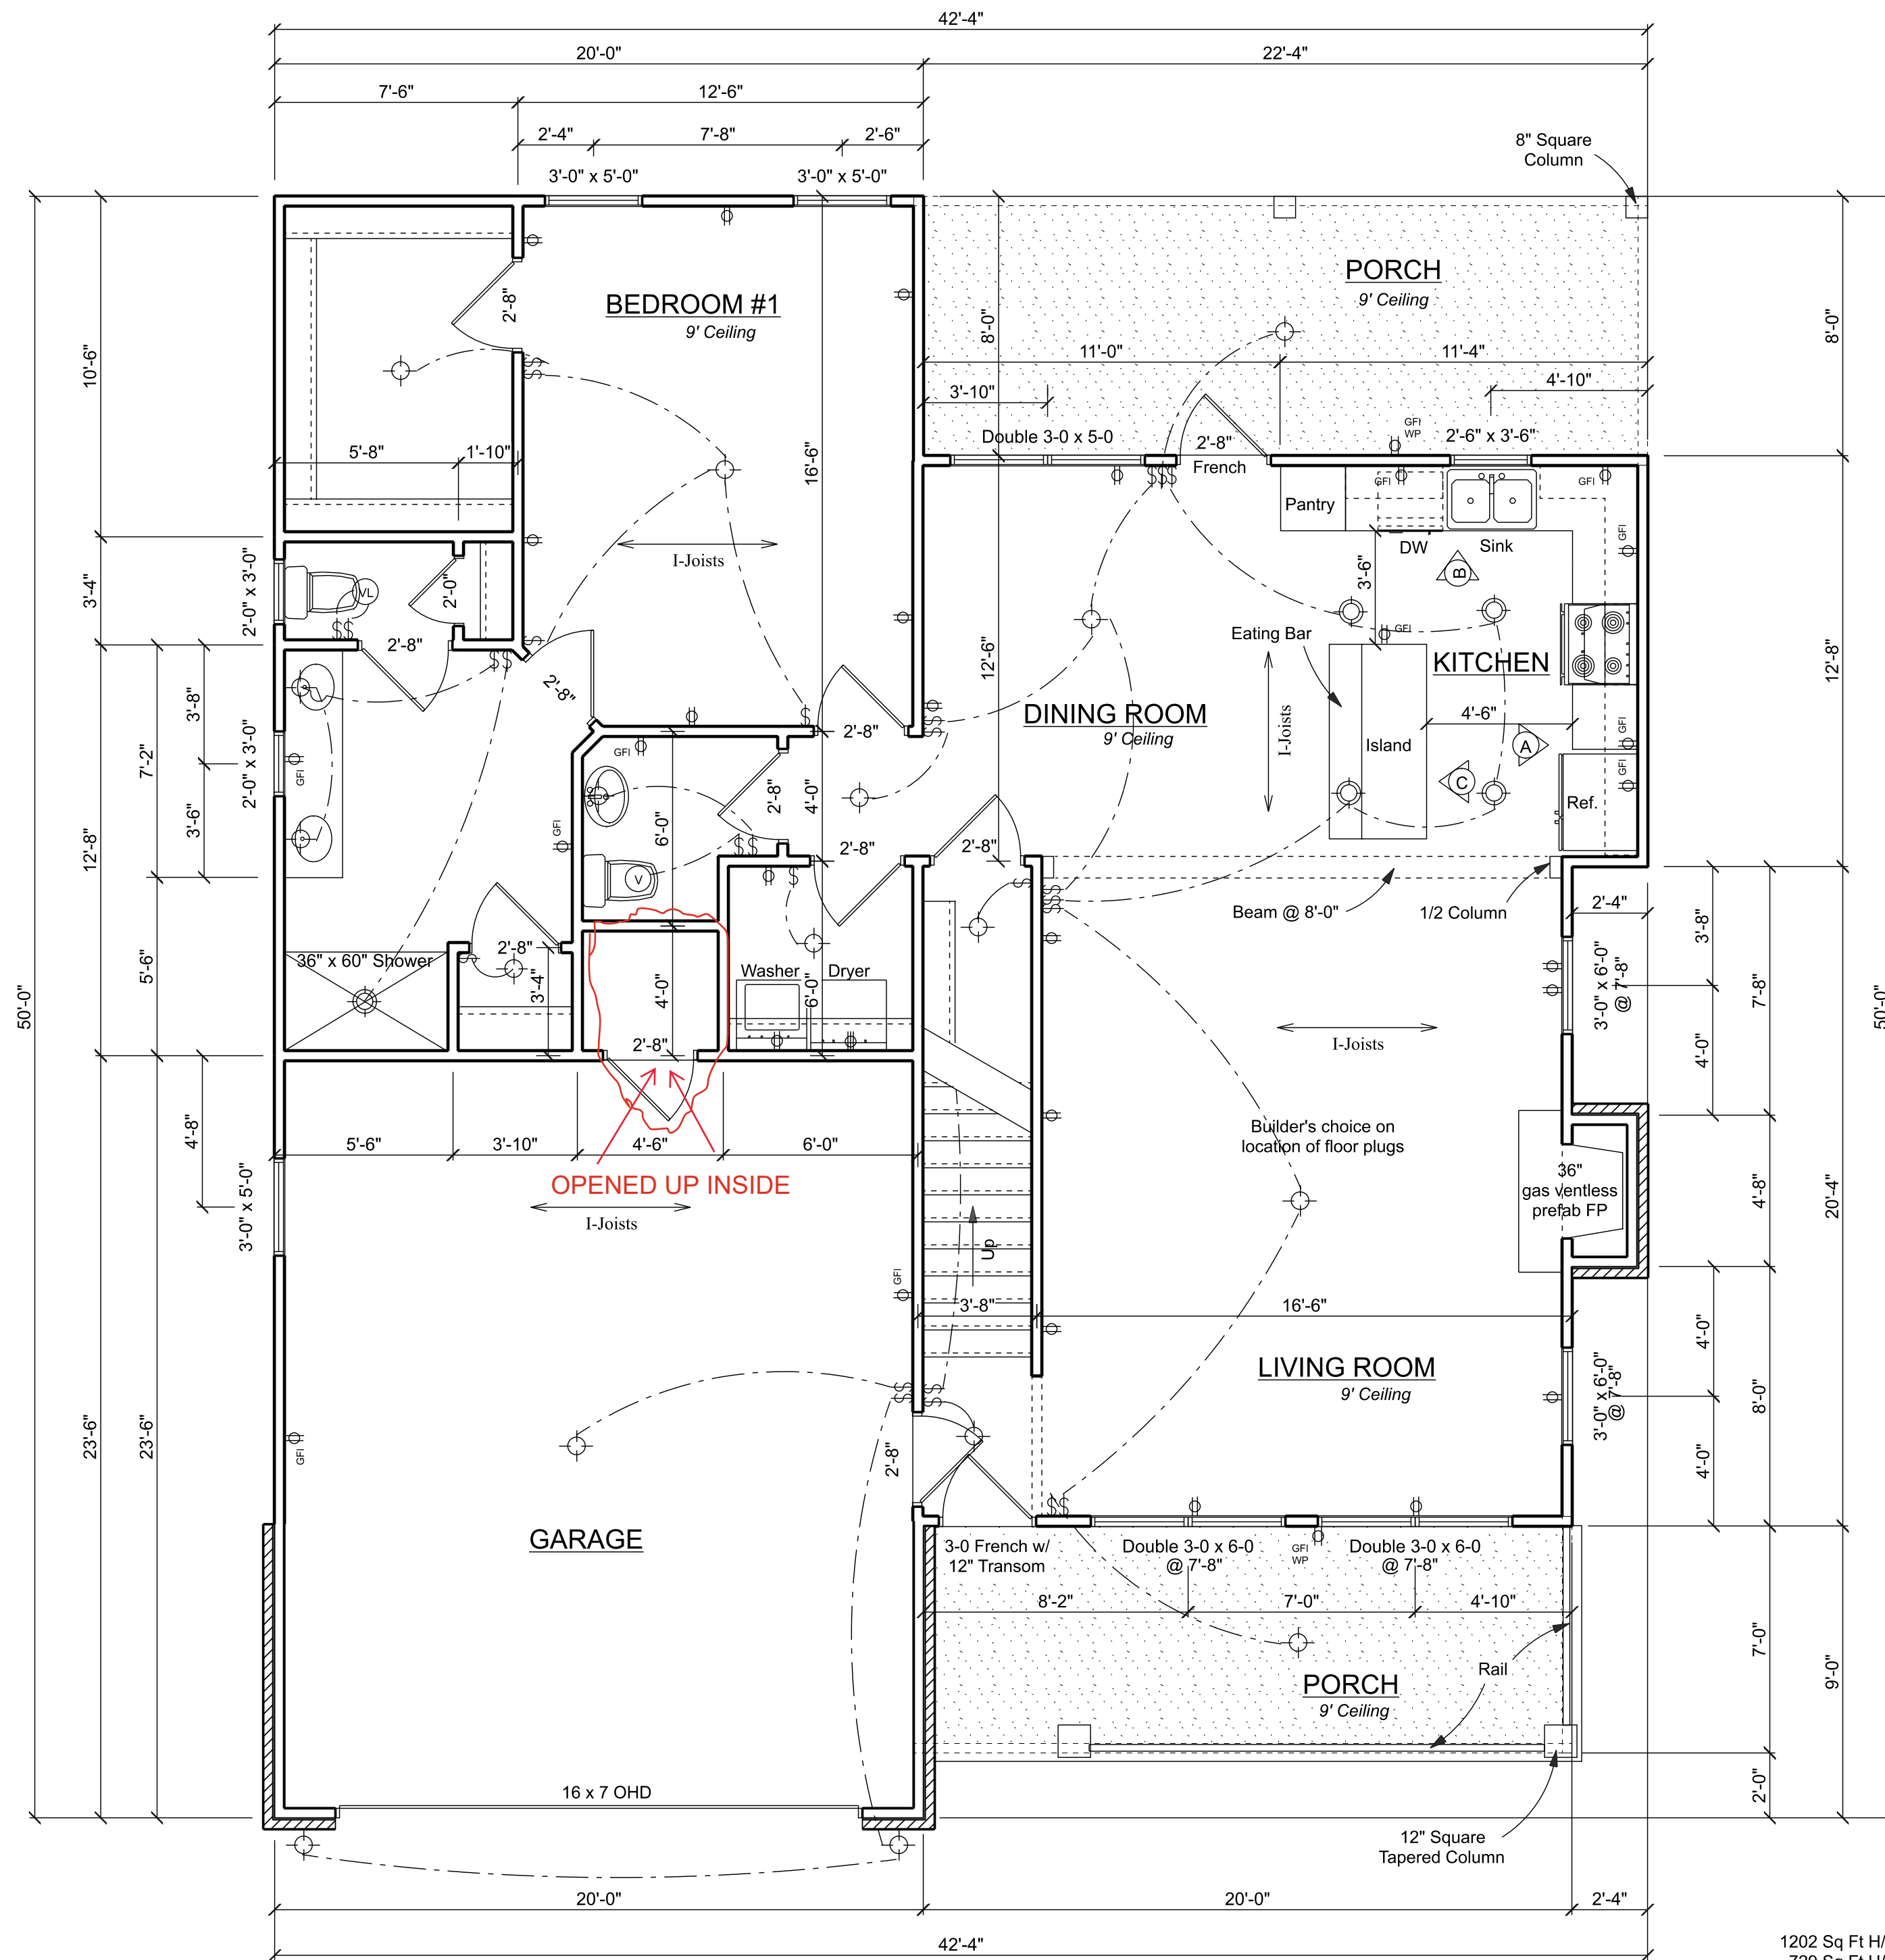 42'-4"
20'-0"
22'-4"
7'-6"
12'-6"
2'-4"
7'-8"
2'-6"
8" Square
Column
3'-0" x 5'-0"
3'-0" x 5'-0"
BEDROOM #1
9' Ceiling
2'-8"
PORCH
9' Ceiling
8'-0"
8'-0"
11'-0"
11'-4"
3'-10"
4'-10"
10'-6"
5'-8"
1'-10"
16'-6"
Double 3-0 x 5-0
2'-8"
French
GFI
WP
2'-6" x 3'-6"
GFI
GFI
GFI
Pantry
DW
Sink
3'-6"
B
I-Joists
3'-4"
2'-0" x 3'-0"
VL
2'-0"
2'-8"
2'-8"
Eating Bar
GFI
KITCHEN
12'-6"
12'-8"
DINING ROOM
9' Ceiling
I-Joists
4'-6"
Island
A
C
GFI
GFI
Ref.
3'-8"
7'-2"
3'-6"
2'-0" x 3'-0"
GFI
12'-8"
GFI
GFI
2'-8"
2'-8"
4'-0"
6'-0"
V
2'-8"
2'-8"
Beam @ 8'-0"
1/2 Column
2'-4"
3'-8"
5'-6"
36" x 60" Shower
2'-8"
3'-4"
4'-0"
Washer
Dryer
6'-0"
2'-8"
3'-0" x 6'-0"
@ 7'-8"
7'-8"
4'-0"
50'-0"
50'-0"
I-Joists
4'-8"
5'-6"
3'-10"
4'-6"
6'-0"
OPENED UP INSIDE
I-Joists
3'-0" x 5'-0"
Builder's choice on
location of floor plugs
36"
gas ventless
prefab FP
4'-8"
20'-4"
Up
GFI
3'-8"
16'-6"
4'-0"
LIVING ROOM
9' Ceiling
3'-0" x 6'-0"
@ 7'-8"
8'-0"
4'-0"
23'-6"
23'-6"
GFI
2'-8"
GARAGE
3-0 French w/
12" Transom
Double 3-0 x 6-0
@ 7'-8"
GFI
WP
Double 3-0 x 6-0
@ 7'-8"
8'-2"
7'-0"
4'-10"
7'-0"
9'-0"
Rail
PORCH
9' Ceiling
16 x 7 OHD
2'-0"
12" Square
Tapered Column
20'-0"
20'-0"
2'-4"
42'-4"
1202 Sq Ft H/